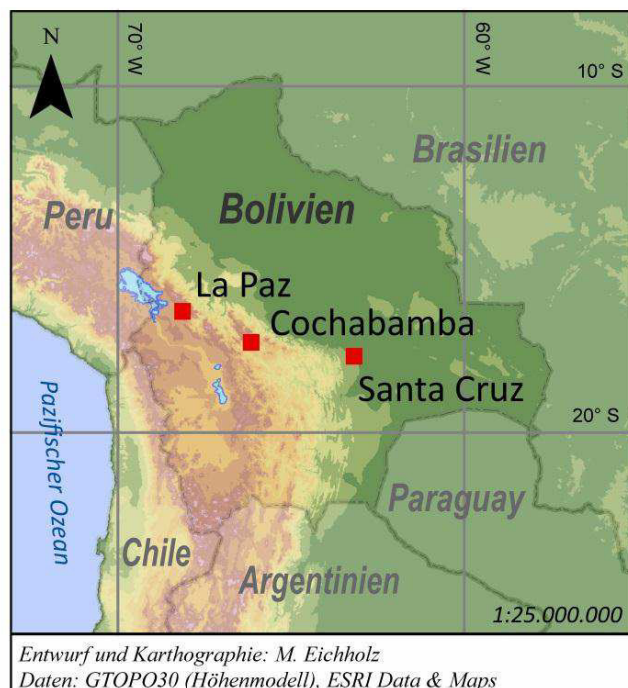 N
70° W
60° W
10° S
Brasilien
Peru
Bolivien
La Paz
Cochabamba
Santa Cruz
20° S
Pazifischer Ozean
Paraguay
Chile
Argentinien
1:25.000.000
Entwurf und Karthographie: M. Eichholz
Daten: GTOPO30 (Höhenmodell), ESRI Data & Maps